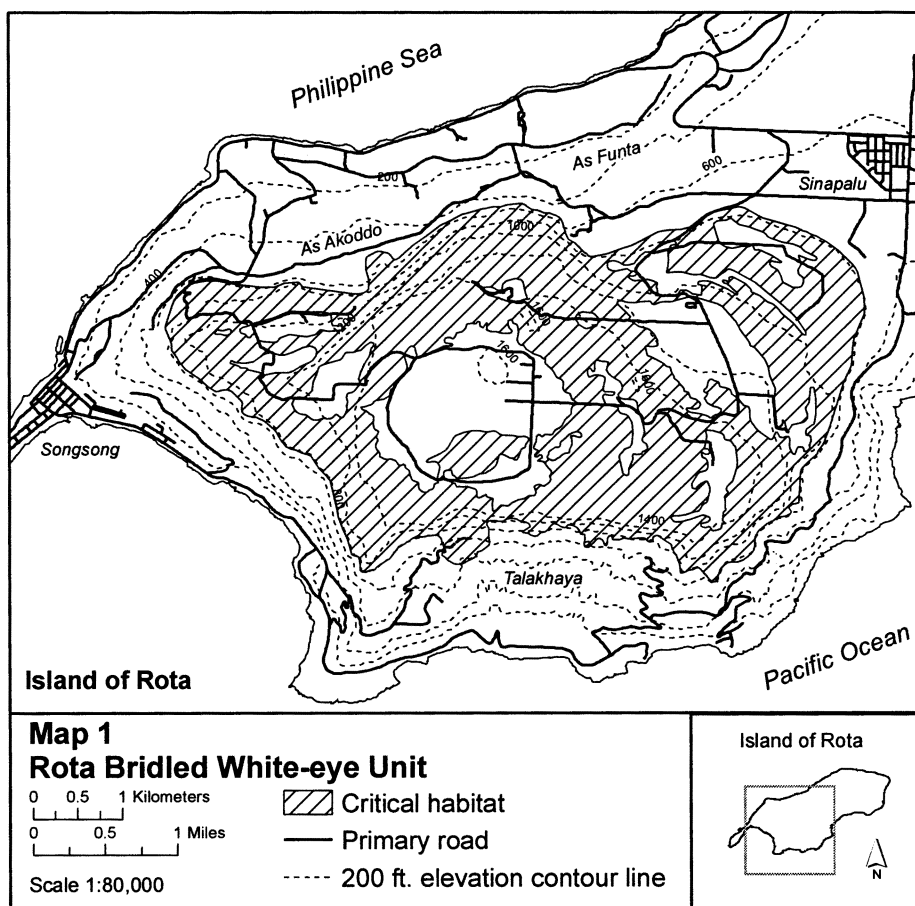 Philippine Sea
As Funta
600
Sinapalu
200
As Akoddo
1000
400
1600
Songsong
800
1400
Talakhaya
Pacific Ocean
Island of Rota
Map 1
Rota Bridled White-eye Unit
0 0.5 1 Kilometers
0 0.5 1 Miles
Scale 1:80,000
Critical habitat
Primary road
200 ft. elevation contour line
Island of Rota
N